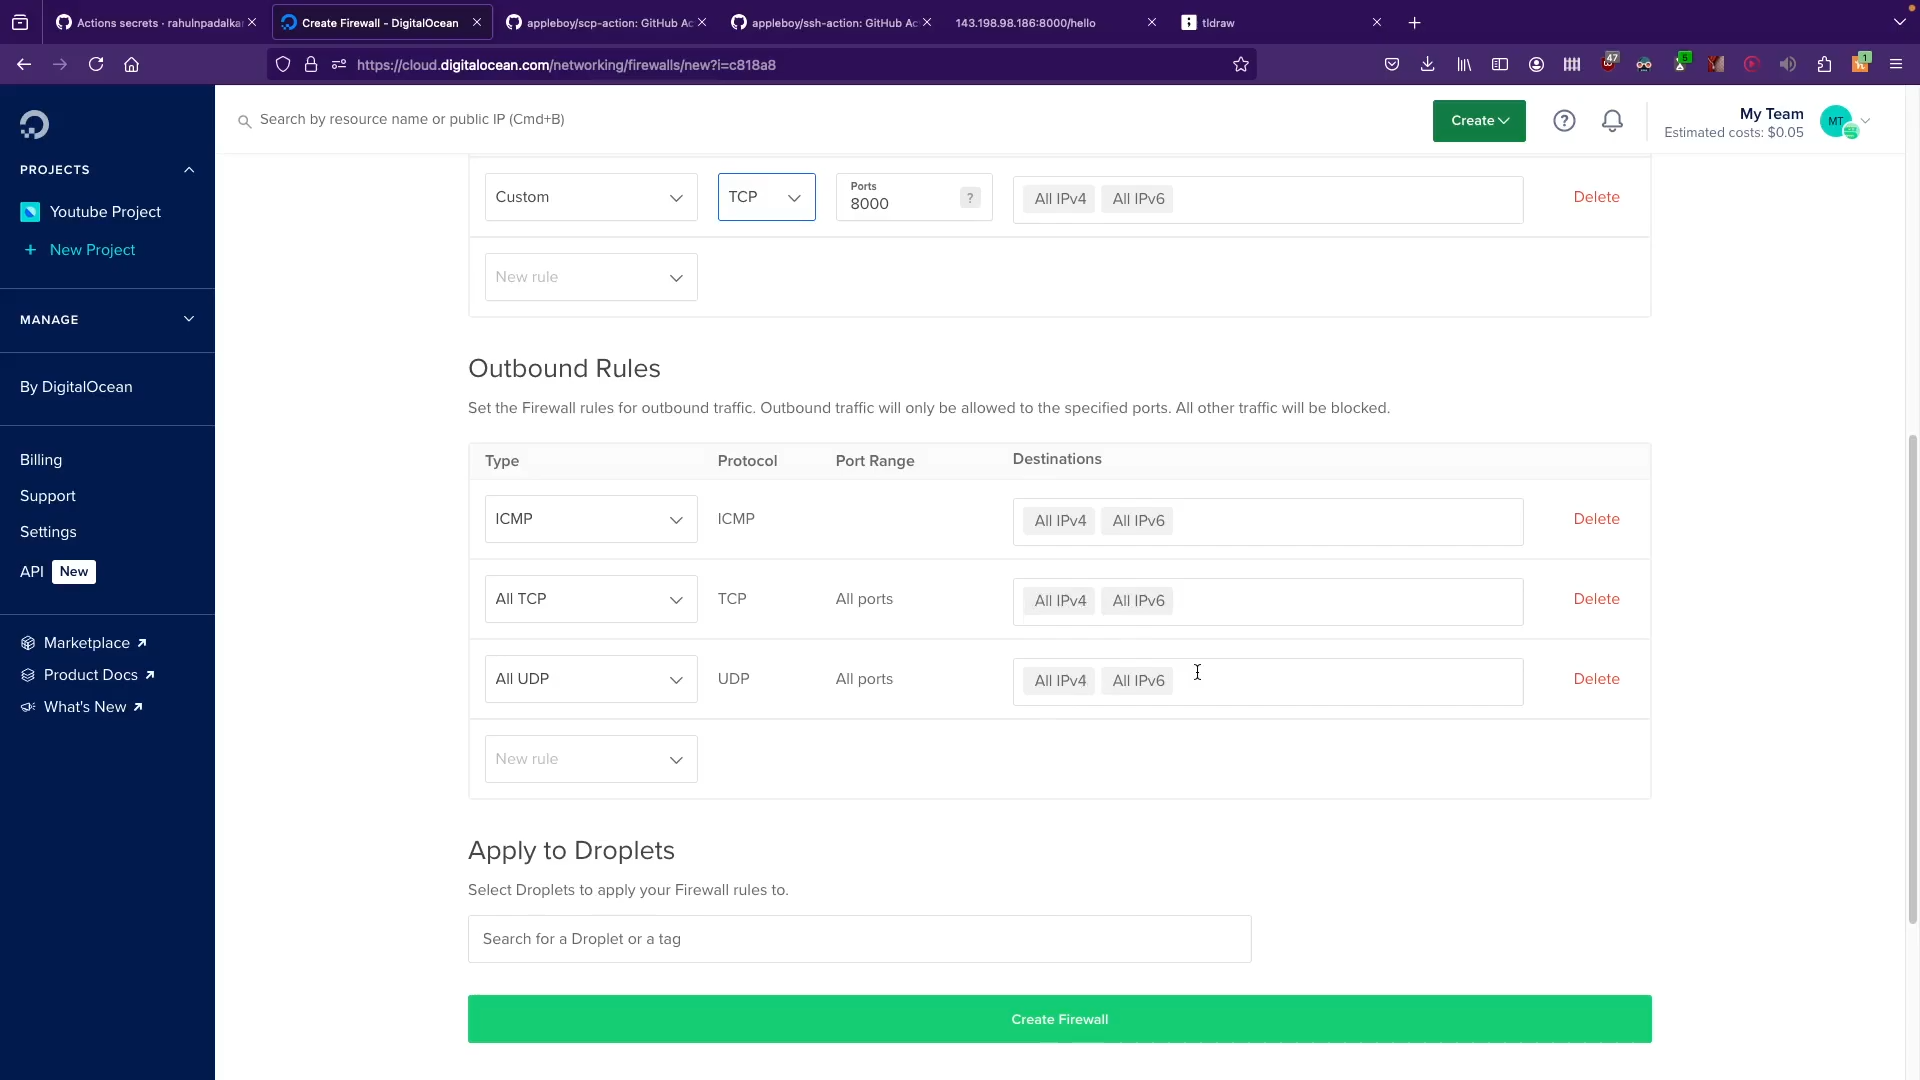 Actions secrets · rahulnpadalka
Create Firewall - DigitalOcean
appleboy/scp-action: GitHub Ac
appleboy/ssh-action: GitHub Ac
143.198.98.186:8000/hello
tldraw
https://cloud.digitalocean.com/networking/firewalls/new?i=c818a8
47
5
1
Search by resource name or public IP (Cmd+B)
Create
My Team
Estimated costs: $0.05
MT
PROJECTS
Youtube Project
+ New Project
MANAGE
By DigitalOcean
Billing
Support
Settings
API New
Marketplace
Product Docs
What's New
Custom TCP Ports 8000 ? All IPv4 All IPv6 Delete
New rule
Outbound Rules
Set the Firewall rules for outbound traffic. Outbound traffic will only be allowed to the specified ports. All other traffic will be blocked.
Type Protocol Port Range Destinations
ICMP ICMP All IPv4 All IPv6 Delete
All TCP TCP All ports All IPv4 All IPv6 Delete
All UDP UDP All ports All IPv4 All IPv6 Delete
New rule
Apply to Droplets
Select Droplets to apply your Firewall rules to.
Search for a Droplet or a tag
Create Firewall